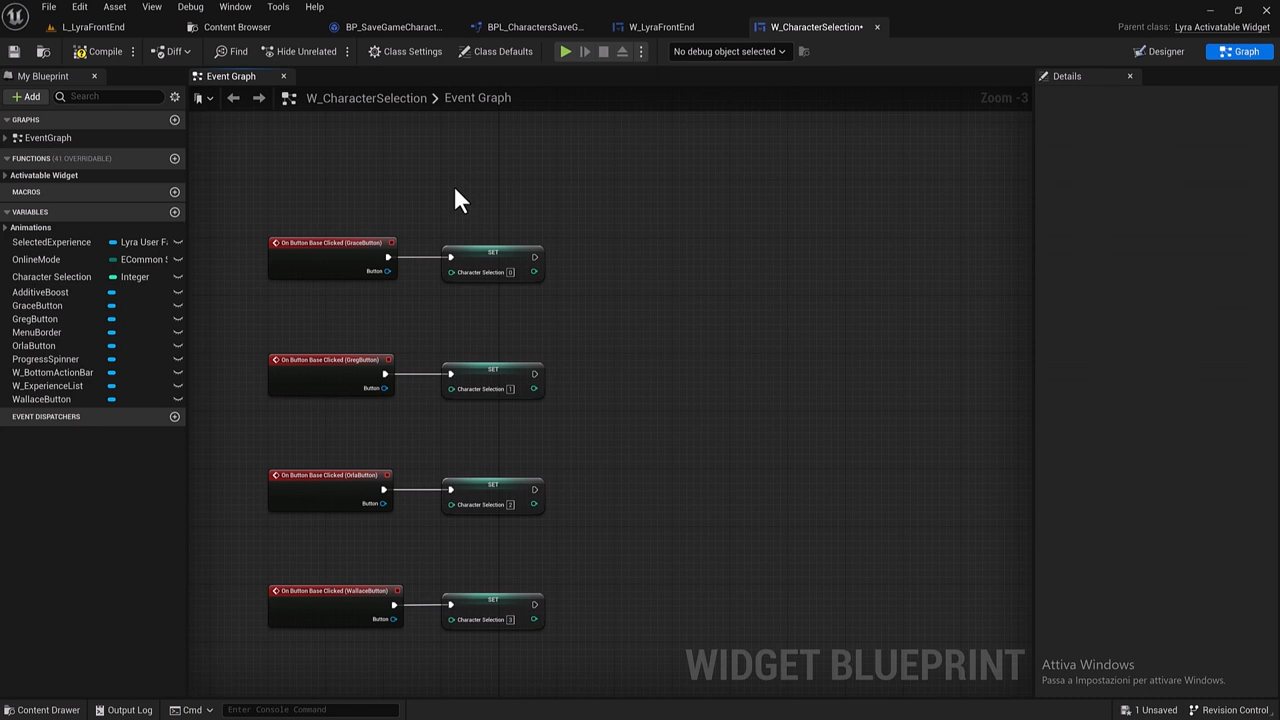 File Edit Asset View Debug Window Tools Help
L_LyraFrontEnd Content Browser BP_SaveGameCharact... BPL_CharactersSaveG... W_LyraFrontEnd W_CharacterSelection• Parent class: Lyra Activatable Widget
Compile Diff Find Hide Unrelated Class Settings Class Defaults No debug object selected Designer Graph
My Blueprint Event Graph Details
Add Search W_CharacterSelection > Event Graph Zoom -3
GRAPHS
EventGraph
FUNCTIONS (41 OVERRIDABLE)
Activatable Widget
MACROS
VARIABLES
Animations
SelectedExperience Lyra User Fa
OnlineMode ECommon S
Character Selection Integer
AdditiveBoost
GraceButton
GregButton
MenuBorder
OrlaButton
ProgressSpinner
W_BottomActionBar
W_ExperienceList
WallaceButton
EVENT DISPATCHERS
On Button Base Clicked (GraceButton) SET
Button Character Selection 0
On Button Base Clicked (GregButton) SET
Button Character Selection 1
On Button Base Clicked (OrlaButton) SET
Button Character Selection 2
On Button Base Clicked (WallaceButton) SET
Button Character Selection 3
WIDGET BLUEPRINT
Attiva Windows
Passa a Impostazioni per attivare Windows.
Content Drawer Output Log Cmd Enter Console Command 1 Unsaved Revision Control